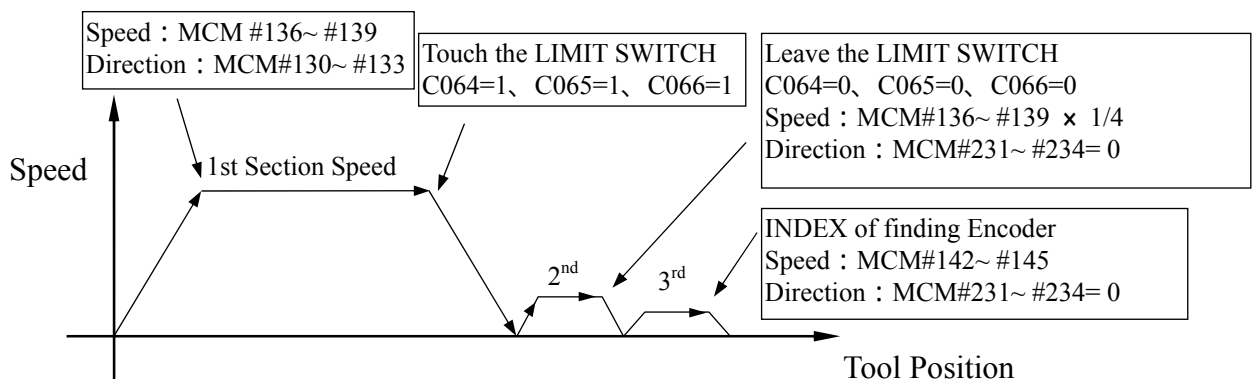 Speed：MCM #136~ #139
Direction：MCM#130~ #133
Touch the LIMIT SWITCH
C064=1、C065=1、C066=1
Leave the LIMIT SWITCH
C064=0、C065=0、C066=0
Speed：MCM#136~ #139 × 1/4
Direction：MCM#231~ #234= 0
Speed
1st Section Speed
INDEX of finding Encoder
Speed：MCM#142~ #145
Direction：MCM#231~ #234= 0
2nd
3rd
Tool Position